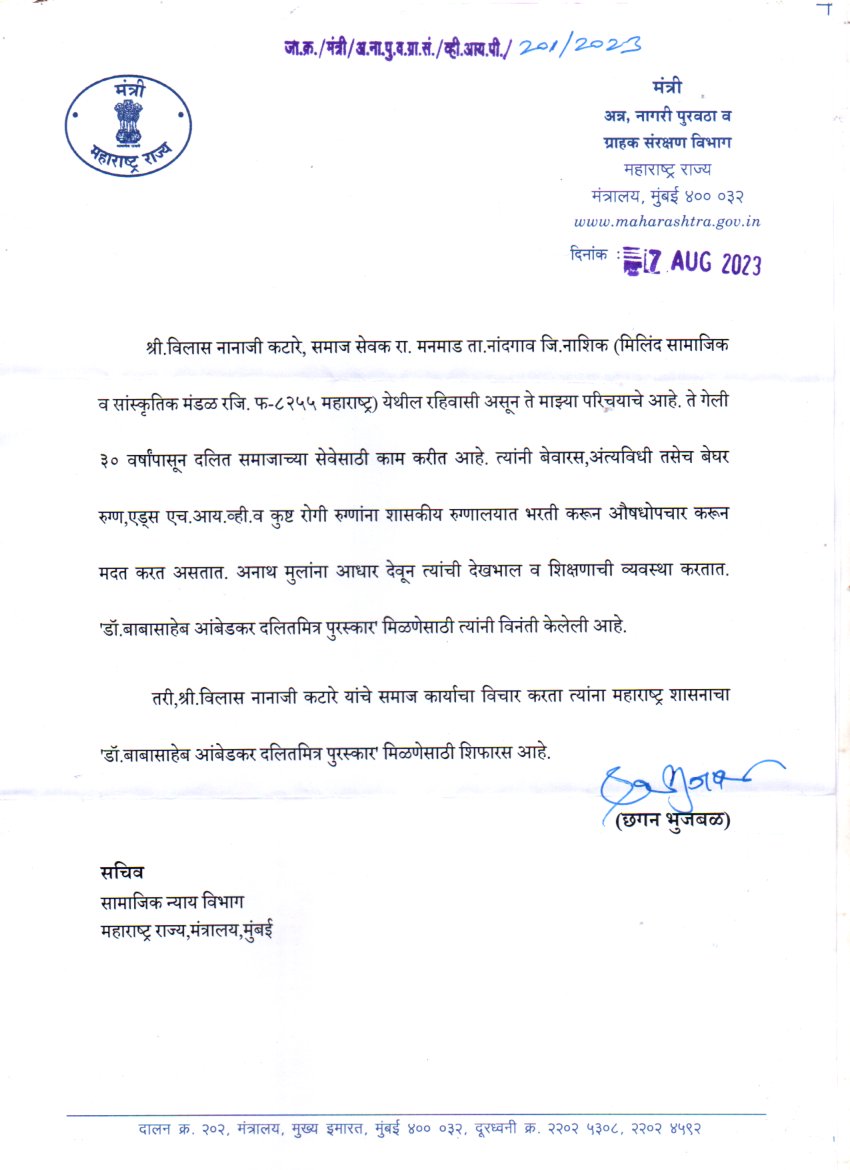 जा.क्र./मंत्री/अ.ना.पु.व.ग्रा.सं./व्ही.आय.पी./ 201/2023
मंत्री
महाराष्ट्र राज्य
मंत्री
अन्न, नागरी पुरवठा व
ग्राहक संरक्षण विभाग
महाराष्ट्र राज्य
मंत्रालय, मुंबई ४०० ०३२
www.maharashtra.gov.in
दिनांक : 7 AUG 2023
श्री.विलास नानाजी कटारे, समाज सेवक रा. मनमाड ता.नांदगाव जि.नाशिक (मिलिंद सामाजिक
व सांस्कृतिक मंडळ रजि. फ-८२५५ महाराष्ट्र) येथील रहिवासी असून ते माझ्या परिचयाचे आहे. ते गेली
३० वर्षांपासून दलित समाजाच्या सेवेसाठी काम करीत आहे. त्यांनी बेवारस,अंत्यविधी तसेच बेघर
रुग्ण,एड्स एच.आय.व्ही.व कुष्ट रोगी रुग्णांना शासकीय रुग्णालयात भरती करून औषधोपचार करून
मदत करत असतात. अनाथ मुलांना आधार देवून त्यांची देखभाल व शिक्षणाची व्यवस्था करतात.
'डॉ.बाबासाहेब आंबेडकर दलितमित्र पुरस्कार' मिळणेसाठी त्यांनी विनंती केलेली आहे.
तरी,श्री.विलास नानाजी कटारे यांचे समाज कार्याचा विचार करता त्यांना महाराष्ट्र शासनाचा
'डॉ.बाबासाहेब आंबेडकर दलितमित्र पुरस्कार' मिळणेसाठी शिफारस आहे.
(छगन भुजबळ)
सचिव
सामाजिक न्याय विभाग
महाराष्ट्र राज्य,मंत्रालय,मुंबई
दालन क्र. २०२, मंत्रालय, मुख्य इमारत, मुंबई ४०० ०३२, दूरध्वनी क्र. २२०२ ५३०८, २२०२ ४५९२